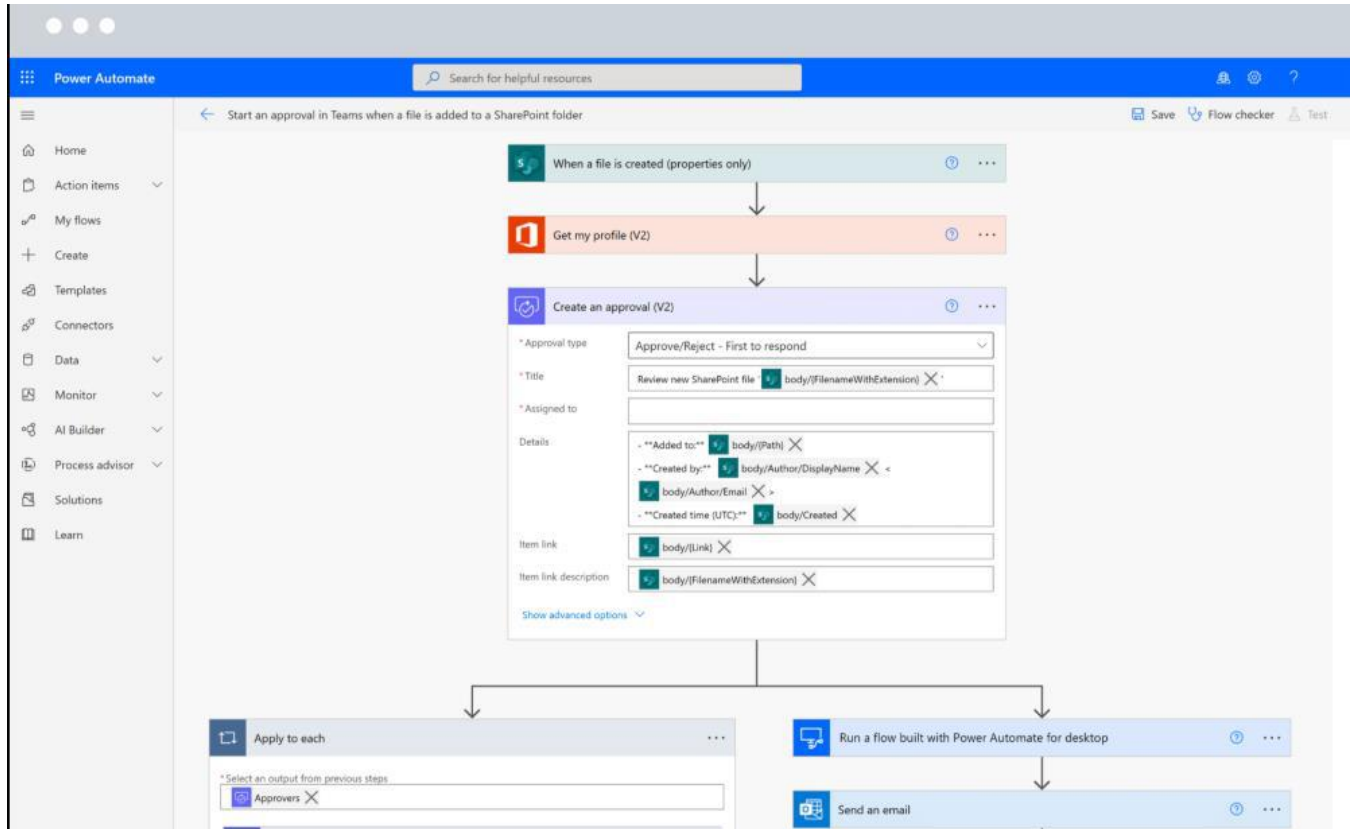 Power Automate
Search for helpful resources
?
Start an approval in Teams when a file is added to a SharePoint folder
Save
Flow checker
Test
Home
Action items
My flows
Create
Templates
Connectors
Data
Monitor
AI Builder
Process advisor
Solutions
Learn
When a file is created (properties only)
Get my profile (V2)
Create an approval (V2)
* Approval type
Approve/Reject - First to respond
* Title
Review new SharePoint file ' body/{FilenameWithExtension} '
* Assigned to
Details
- **Added to:** body/{Path}
- **Created by:** body/Author/DisplayName <
body/Author/Email >
- **Created time (UTC):** body/Created
Item link
body/{Link}
Item link description
body/{FilenameWithExtension}
Show advanced options
Apply to each
* Select an output from previous steps
Approvers
Run a flow built with Power Automate for desktop
Send an email